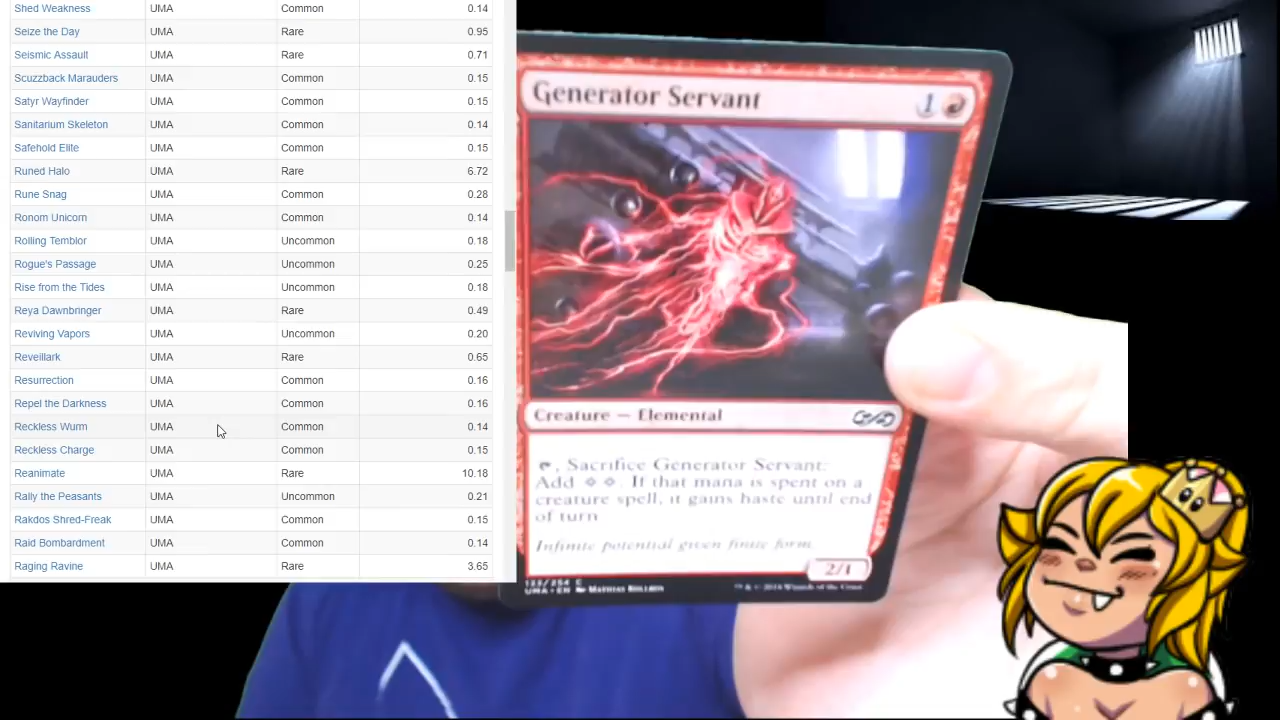 Shed Weakness UMA Common 0.14
Seize the Day UMA Rare 0.95
Seismic Assault UMA Rare 0.71
Scuzzback Marauders UMA Common 0.15
Satyr Wayfinder UMA Common 0.15
Sanitarium Skeleton UMA Common 0.14
Safehold Elite UMA Common 0.15
Runed Halo UMA Rare 6.72
Rune Snag UMA Common 0.28
Ronom Unicorn UMA Common 0.14
Rolling Temblor UMA Uncommon 0.18
Rogue's Passage UMA Uncommon 0.25
Rise from the Tides UMA Uncommon 0.18
Reya Dawnbringer UMA Rare 0.49
Reviving Vapors UMA Uncommon 0.20
Reveillark UMA Rare 0.65
Resurrection UMA Common 0.16
Repel the Darkness UMA Common 0.16
Reckless Wurm UMA Common 0.14
Reckless Charge UMA Common 0.15
Reanimate UMA Rare 10.18
Rally the Peasants UMA Uncommon 0.21
Rakdos Shred-Freak UMA Common 0.15
Raid Bombardment UMA Common 0.14
Raging Ravine UMA Rare 3.65
Generator Servant 1
Creature — Elemental
, Sacrifice Generator Servant:
Add . If that mana is spent on a
creature spell, it gains haste until end
of turn
Infinite potential given finite form
2/1
/254 C
UMA • EN